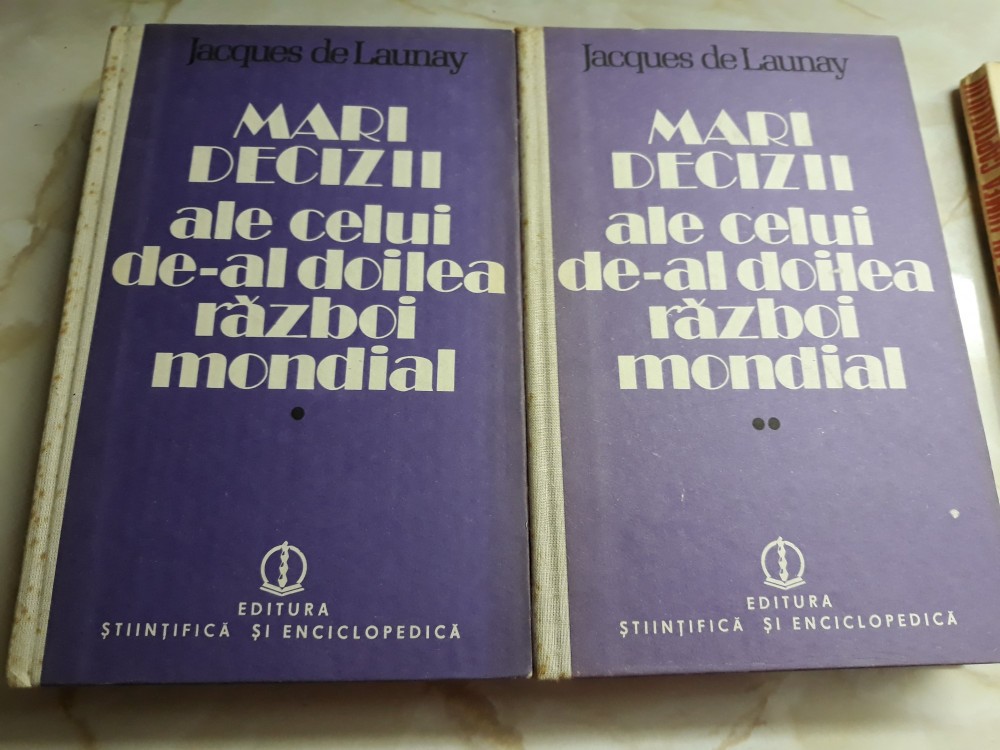 Jacques de Launay
MARI
DECIZII
ale celui
de-al doilea
război
mondial
•
EDITURA
ȘTIINȚIFICĂ ȘI ENCICLOPEDICĂ
Jacques de Launay
MARI
DECIZII
ale celui
de-al doilea
război
mondial
••
EDITURA
ȘTIINȚIFICĂ ȘI ENCICLOPEDICĂ